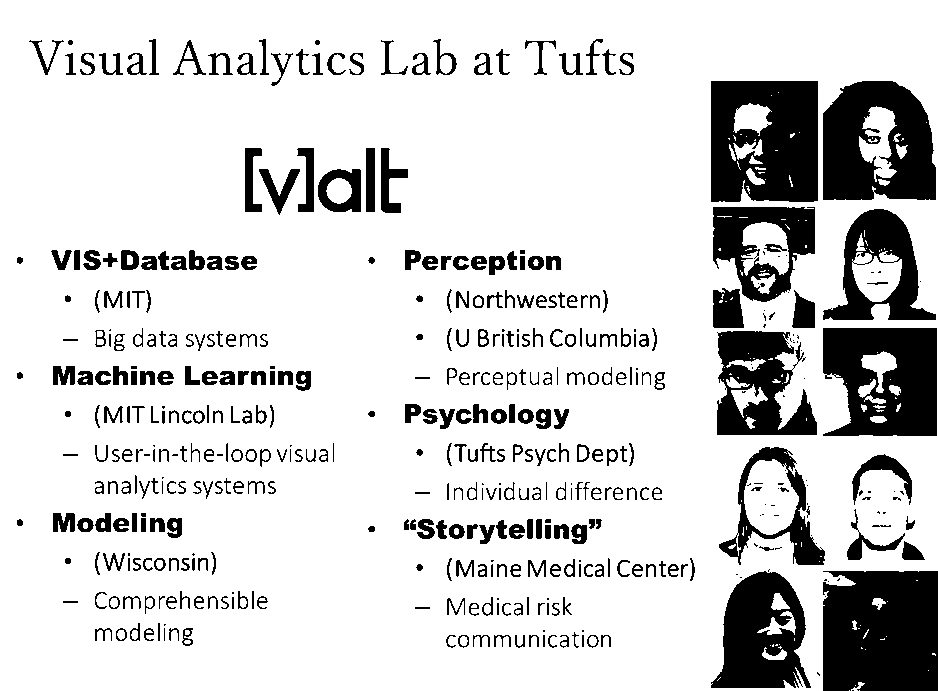 Visual Analytics Lab at Tufts
[v]alt
• VIS+Database
• (MIT)
– Big data systems
• Machine Learning
• (MIT Lincoln Lab)
– User-in-the-loop visual
analytics systems
• Modeling
• (Wisconsin)
– Comprehensible
modeling
• Perception
• (Northwestern)
• (U British Columbia)
– Perceptual modeling
• Psychology
• (Tufts Psych Dept)
– Individual difference
• “Storytelling”
• (Maine Medical Center)
– Medical risk
communication